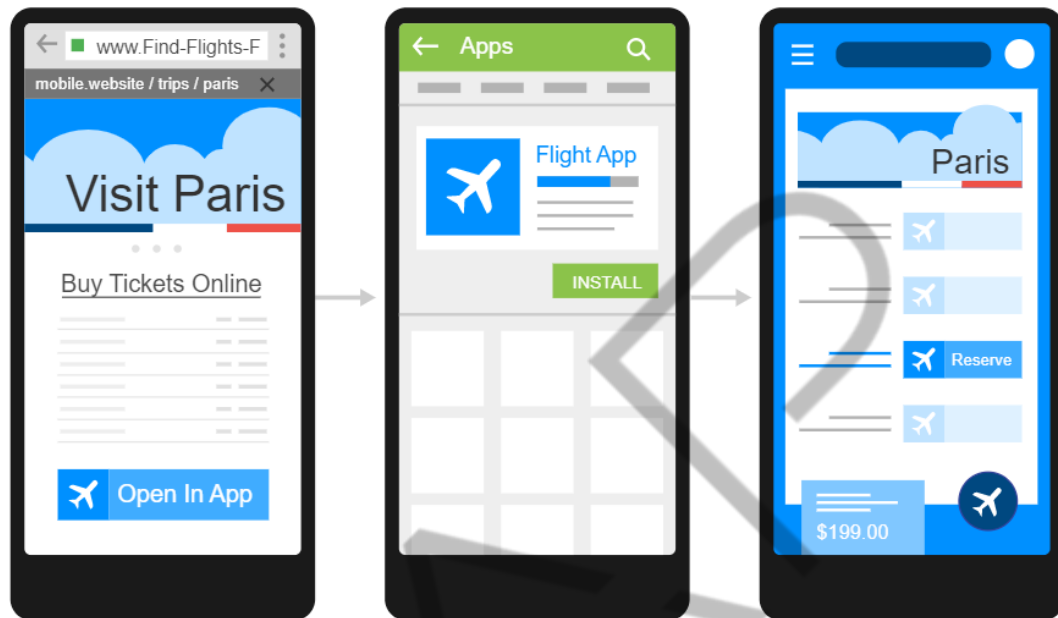 www.Find-Flights-F
mobile.website / trips / paris
Visit Paris
Buy Tickets Online
Open In App
Apps
Flight App
INSTALL
Paris
Reserve
$199.00